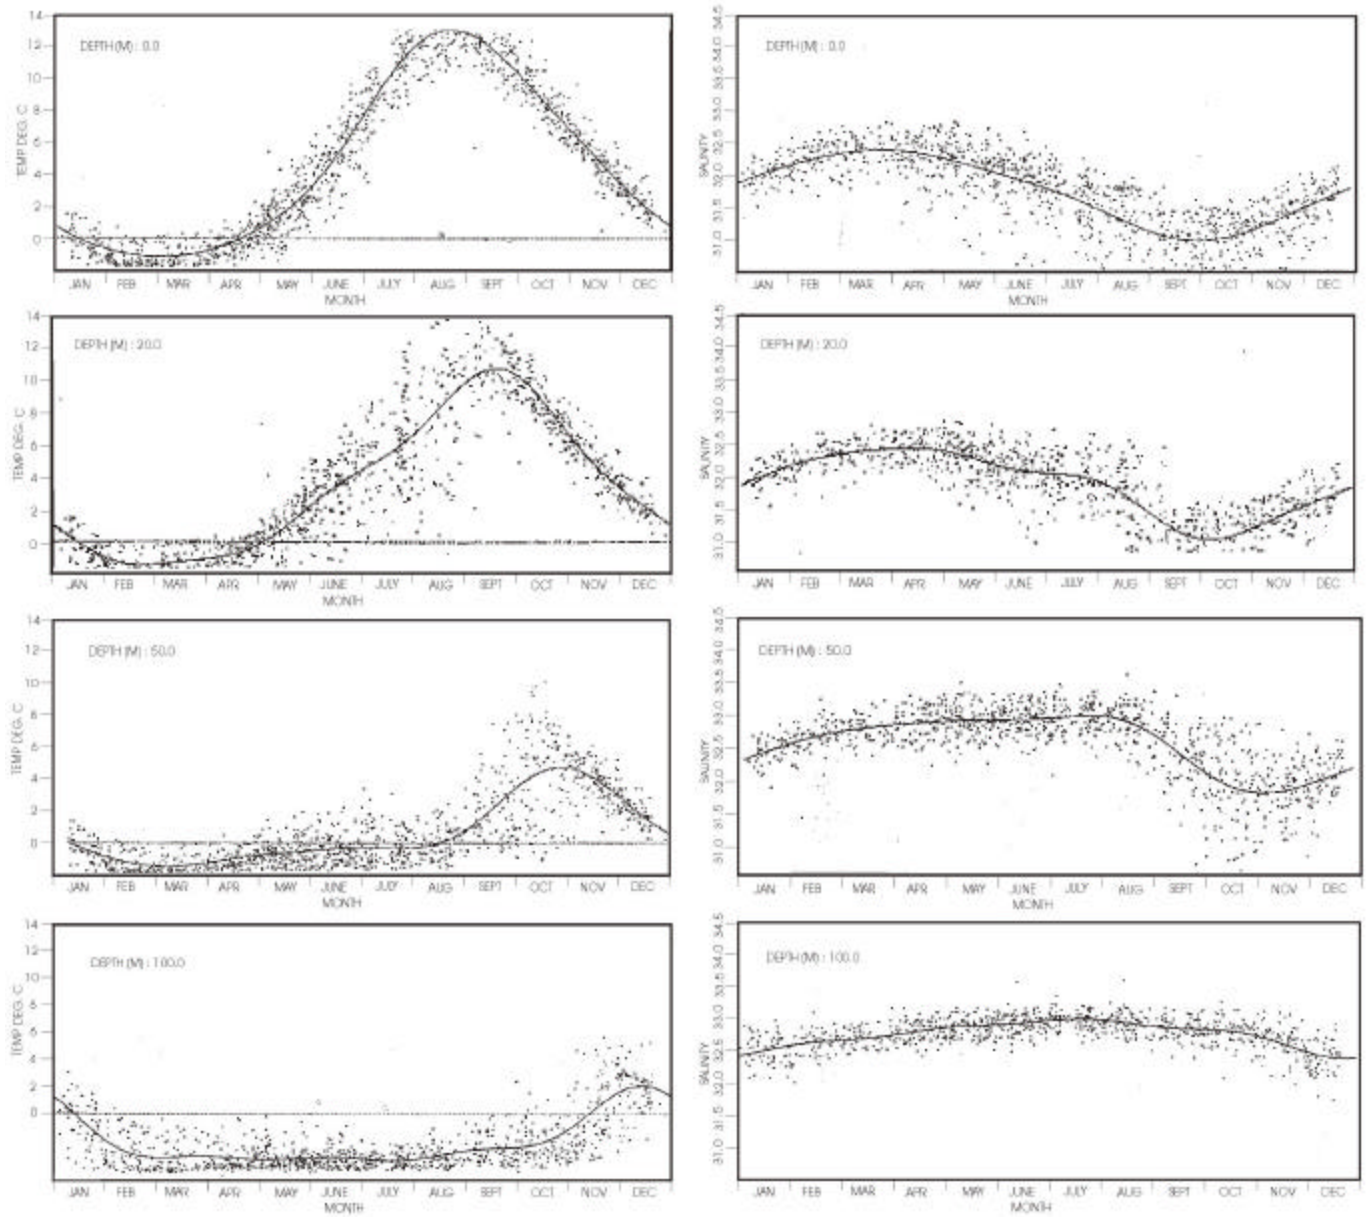 14
12
10
8
6
4
2
0
TEMP DEG. C
DEPTH (M) : 0.0
JAN FEB MAR APR MAY JUNE JULY AUG SEPT OCT NOV DEC
MONTH
34.5
34.0
33.5
33.0
32.5
32.0
31.5
31.0
SALINITY
DEPTH (M) : 0.0
JAN FEB MAR APR MAY JUNE JULY AUG SEPT OCT NOV DEC
MONTH
14
12
10
8
6
4
2
0
TEMP DEG. C
DEPTH (M) : 20.0
JAN FEB MAR APR MAY JUNE JULY AUG SEPT OCT NOV DEC
MONTH
34.5
34.0
33.5
33.0
32.5
32.0
31.5
31.0
SALINITY
DEPTH (M) : 20.0
JAN FEB MAR APR MAY JUNE JULY AUG SEPT OCT NOV DEC
MONTH
14
12
10
8
6
4
2
0
TEMP DEG. C
DEPTH (M) : 50.0
JAN FEB MAR APR MAY JUNE JULY AUG SEPT OCT NOV DEC
MONTH
34.5
34.0
33.5
33.0
32.5
32.0
31.5
31.0
SALINITY
DEPTH (M) : 50.0
JAN FEB MAR APR MAY JUNE JULY AUG SEPT OCT NOV DEC
MONTH
14
12
10
6
6
4
2
0
TEMP DEG. C
DEPTH (M) : 100.0
JAN FEB MAR APR MAY JUNE JULY AUG SEPT OCT NOV DEC
MONTH
34.5
34.0
33.5
33.0
32.5
32.0
31.5
31.0
SALINITY
DEPTH (M) : 100.0
JAN FEB MAR APR MAY JUNE JULY AUG SEPT OCT NOV DEC
MONTH